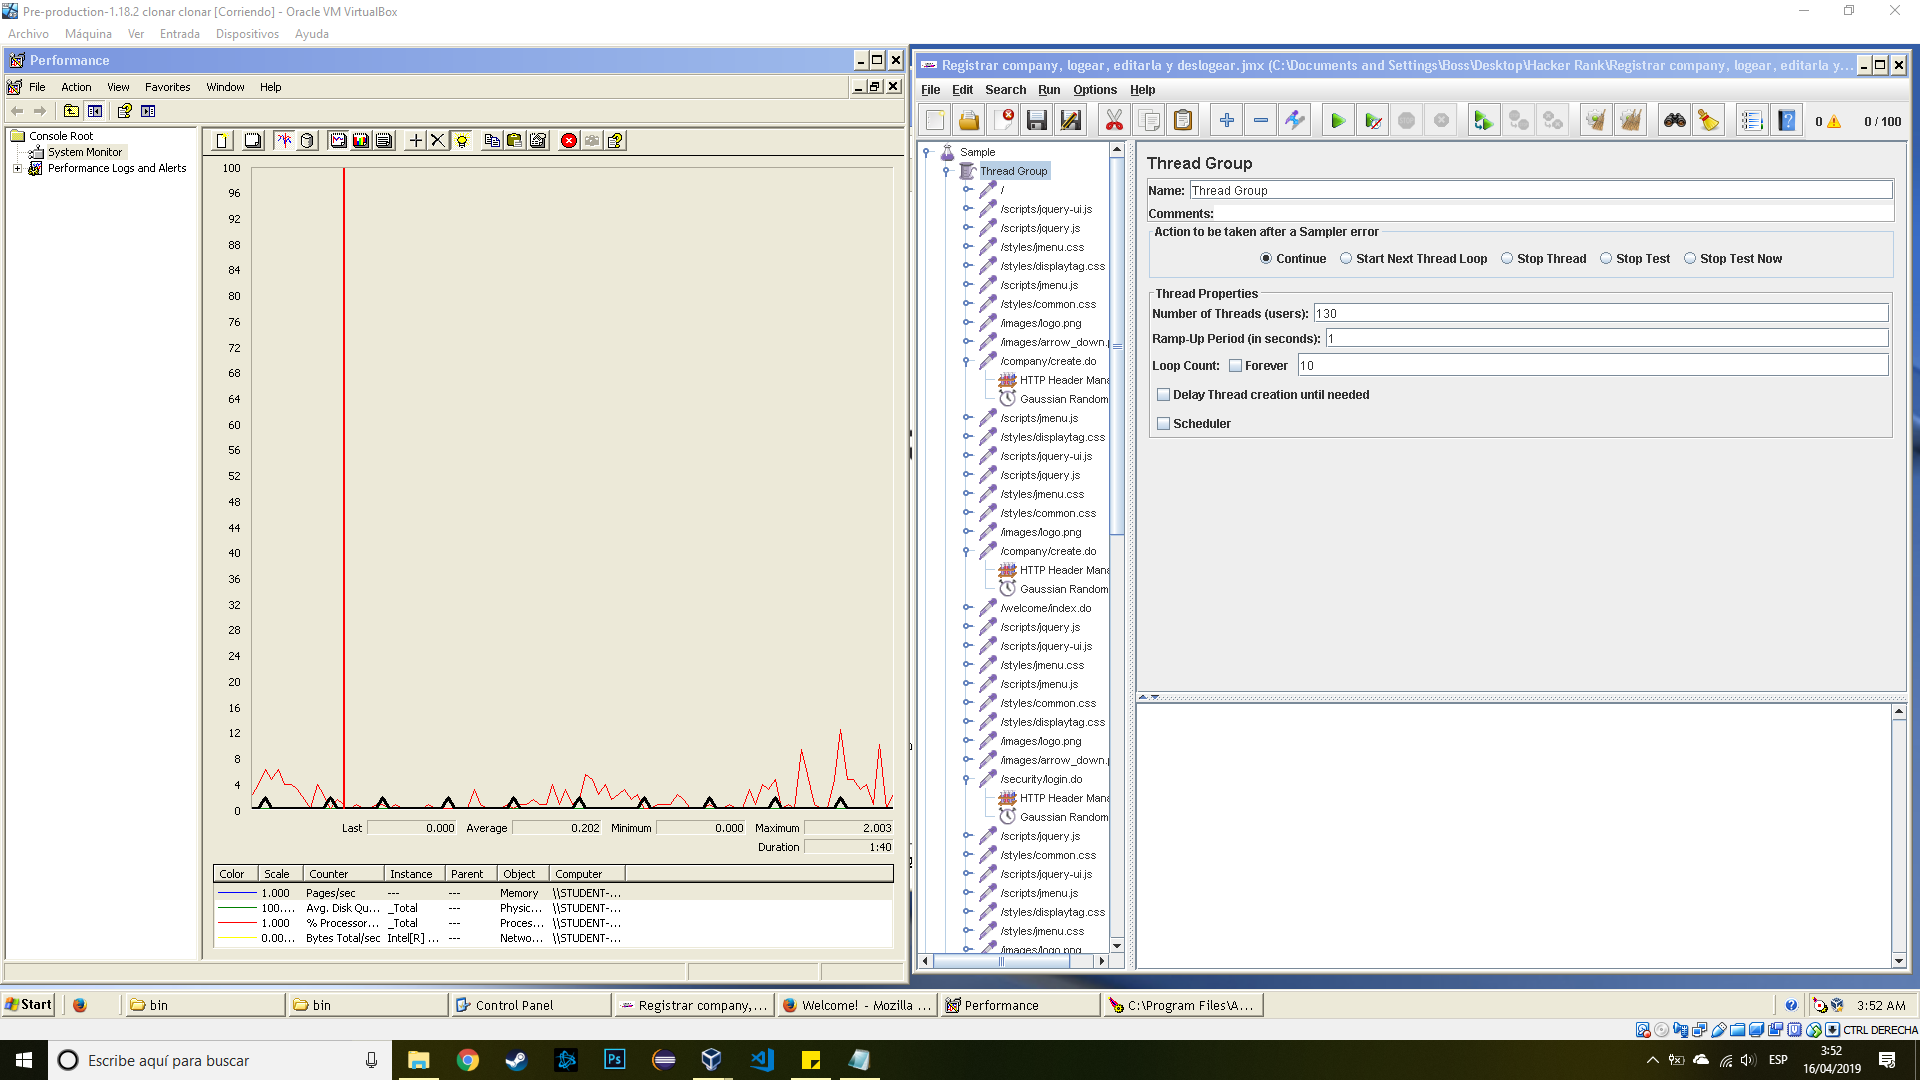 Pre-production-1.18.2 clonar clonar [Corriendo] - Oracle VM VirtualBox
Archivo Máquina Ver Entrada Dispositivos Ayuda
Performance
File Action View Favorites Window Help
Console Root
System Monitor
Performance Logs and Alerts
100
96
92
88
84
80
76
72
68
64
60
56
52
48
44
40
36
32
28
24
20
16
12
8
4
0
Last 0.000 Average 0.202 Minimum 0.000 Maximum 2.003
Duration 1:40
Color Scale Counter Instance Parent Object Computer
1.000 Pages/sec --- --- Memory \\STUDENT-...
100.... Avg. Disk Qu... _Total --- Physic... \\STUDENT-...
1.000 % Processor... _Total --- Proces... \\STUDENT-...
0.00... Bytes Total/sec Intel[R] ... --- Netwo... \\STUDENT-...
Registrar company, logear, editarla y deslogear.jmx (C:\Documents and Settings\Boss\Desktop\Hacker Rank\Registrar company, logear, editarla y...
File Edit Search Run Options Help
0 0 / 100
Sample
Thread Group
/
/scripts/jquery-ui.js
/scripts/jquery.js
/styles/jmenu.css
/styles/displaytag.css
/scripts/jmenu.js
/styles/common.css
/images/logo.png
/images/arrow_down.p
/company/create.do
HTTP Header Mana
Gaussian Random
/scripts/jmenu.js
/styles/displaytag.css
/scripts/jquery-ui.js
/scripts/jquery.js
/styles/jmenu.css
/styles/common.css
/images/logo.png
/company/create.do
HTTP Header Mana
Gaussian Random
/welcome/index.do
/scripts/jquery.js
/scripts/jquery-ui.js
/styles/jmenu.css
/scripts/jmenu.js
/styles/common.css
/styles/displaytag.css
/images/logo.png
/images/arrow_down.p
/security/login.do
HTTP Header Mana
Gaussian Random
/scripts/jquery.js
/styles/common.css
/scripts/jquery-ui.js
/scripts/jmenu.js
/styles/displaytag.css
/styles/jmenu.css
/images/logo.png
Thread Group
Name: Thread Group
Comments:
Action to be taken after a Sampler error
Continue Start Next Thread Loop Stop Thread Stop Test Stop Test Now
Thread Properties
Number of Threads (users): 130
Ramp-Up Period (in seconds): 1
Loop Count: Forever 10
Delay Thread creation until needed
Scheduler
Start bin bin Control Panel Registrar company,... Welcome! - Mozilla ... Performance C:\Program Files\A... 3:52 AM
CTRL DERECHA
Escribe aquí para buscar
Ps
ESP
3:52
16/04/2019